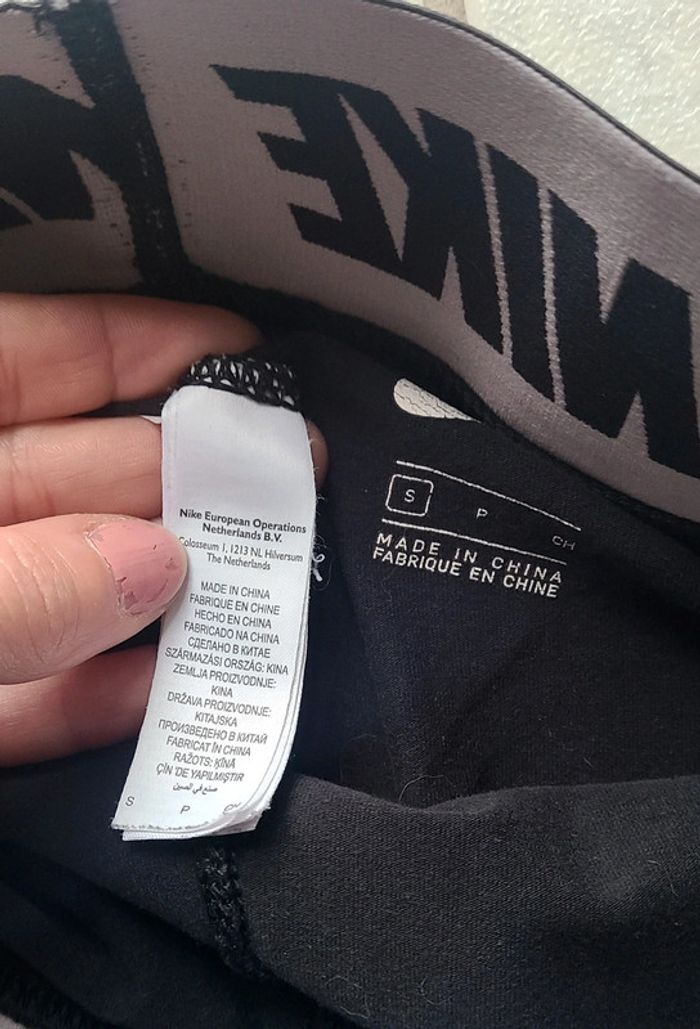 NIKE
S P CH
MADE IN CHINA
FABRIQUE EN CHINE
Nike European Operations
Netherlands B.V.
Colosseum 1, 1213 NL Hilversum
The Netherlands
MADE IN CHINA
FABRIQUE EN CHINE
HECHO EN CHINA
FABRICADO NA CHINA
СДЕЛАНО В КИТАЕ
SZÁRMAZÁSI ORSZÁG: KINA
ZEMLJA PROIZVODNJE:
KINA
DRŽAVA PROIZVODNJE:
KITAJSKA
ПРОИЗВЕДЕНО В КИТАЙ
FABRICAT ÎN CHINA
RAŽOTS: ĶĪNĀ
ÇİN 'DE YAPILMIŞTIR
صنع في الصين
S P CH